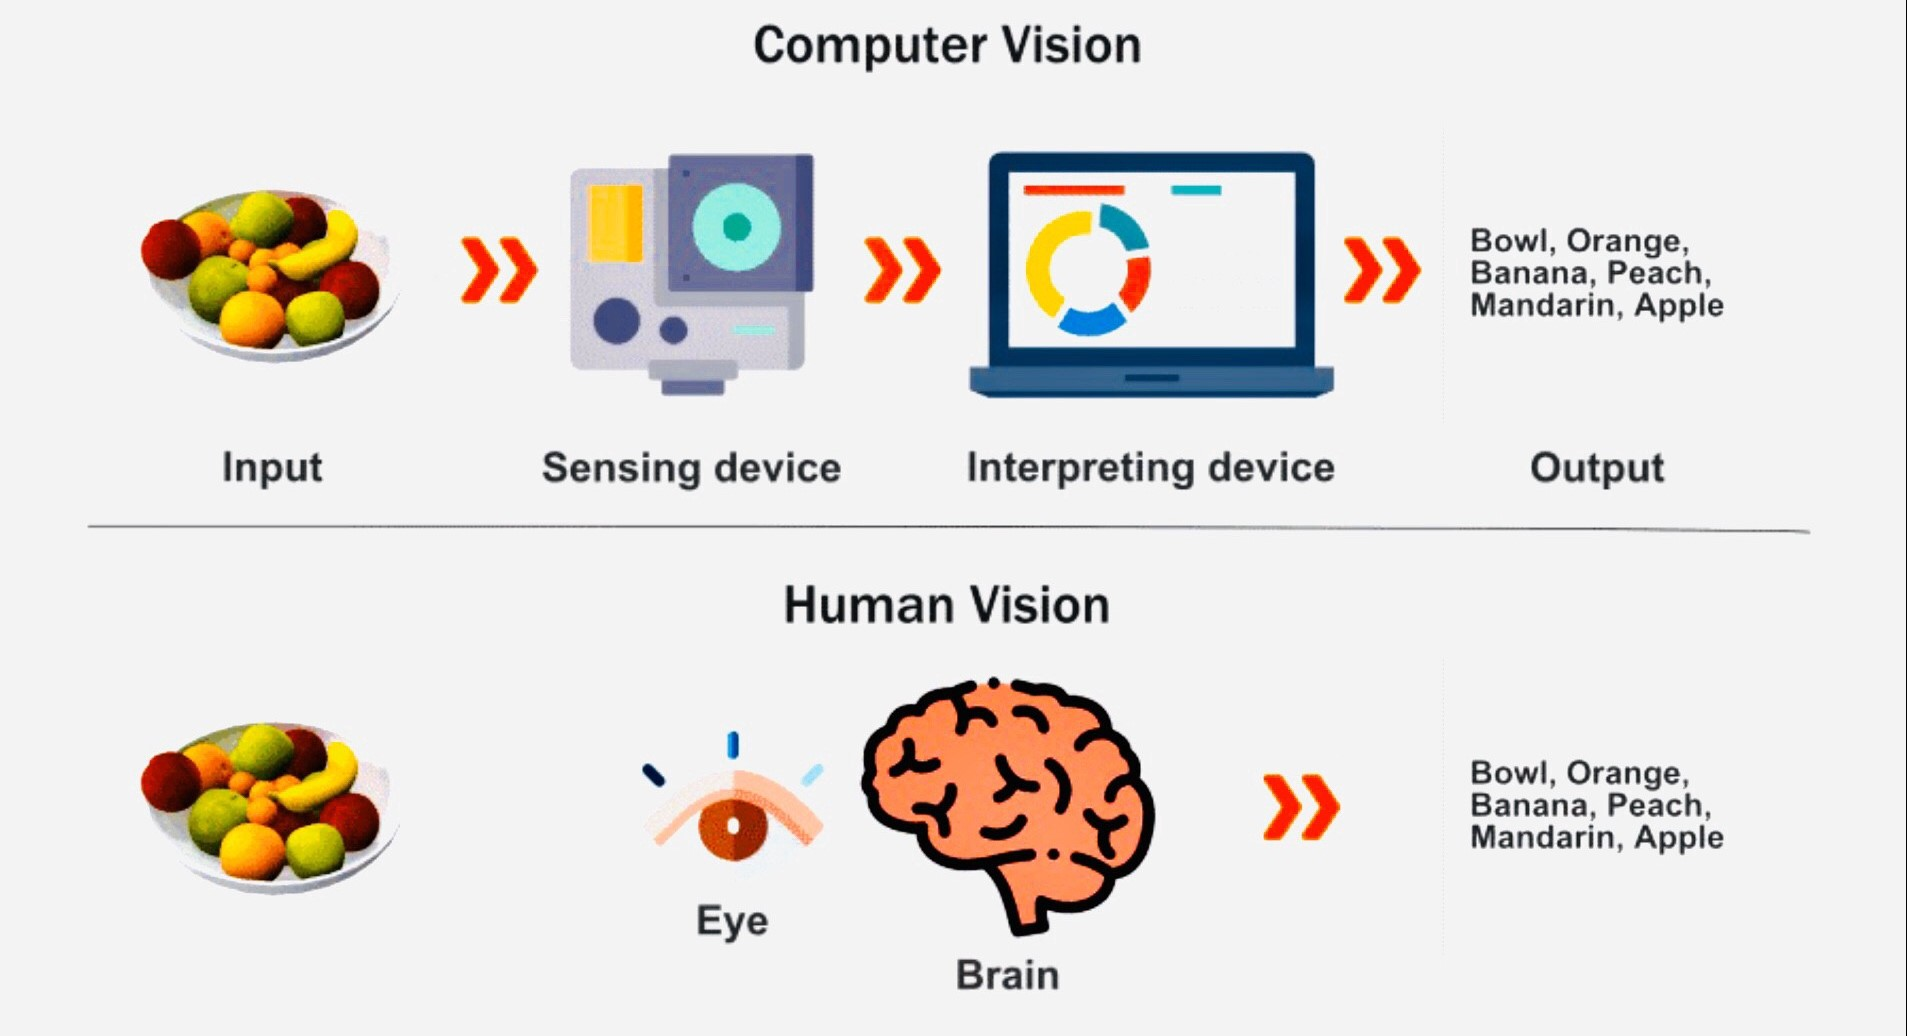 Computer Vision
Bowl, Orange,
Banana, Peach,
Mandarin, Apple
Input
Sensing device
Interpreting device
Output
Human Vision
Bowl, Orange,
Banana, Peach,
Mandarin, Apple
Eye
Brain